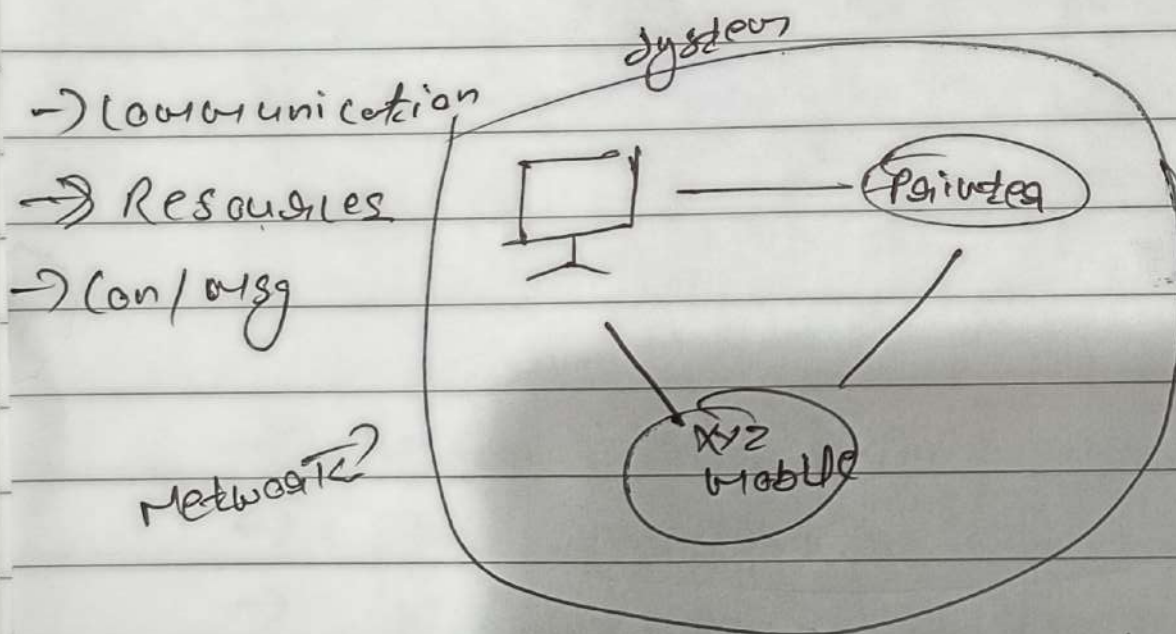 System
→ Communication
→ Resources
Printer
→ Con/msg
XYZ
Mobile
Network?